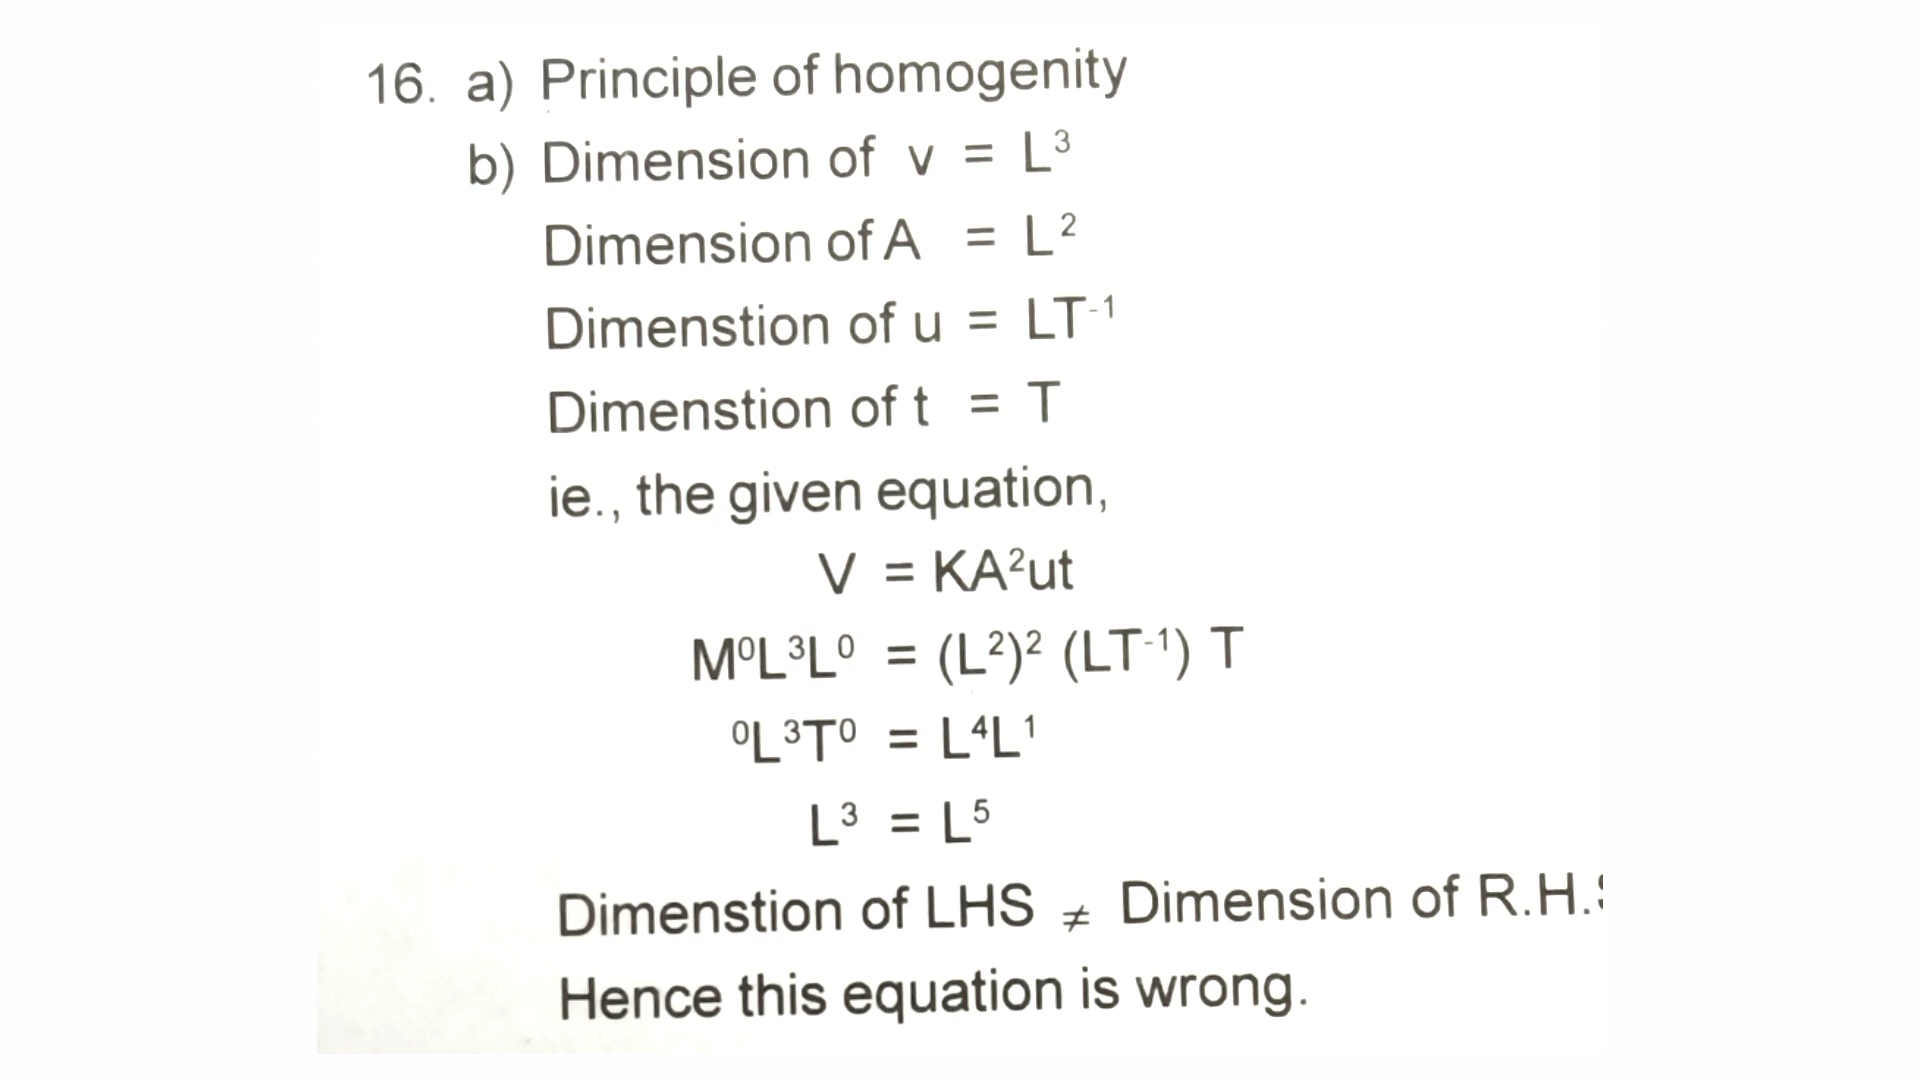 16. a) Principle of homogenity
b) Dimension of v = L³
Dimension of A = L²
Dimenstion of u = LT⁻¹
Dimenstion of t = T
ie., the given equation,
V = KA²ut
M⁰L³L⁰ = (L²)² (LT⁻¹) T
⁰L³T⁰ = L⁴L¹
L³ = L⁵
Dimenstion of LHS ≠ Dimension of R.H.
Hence this equation is wrong.